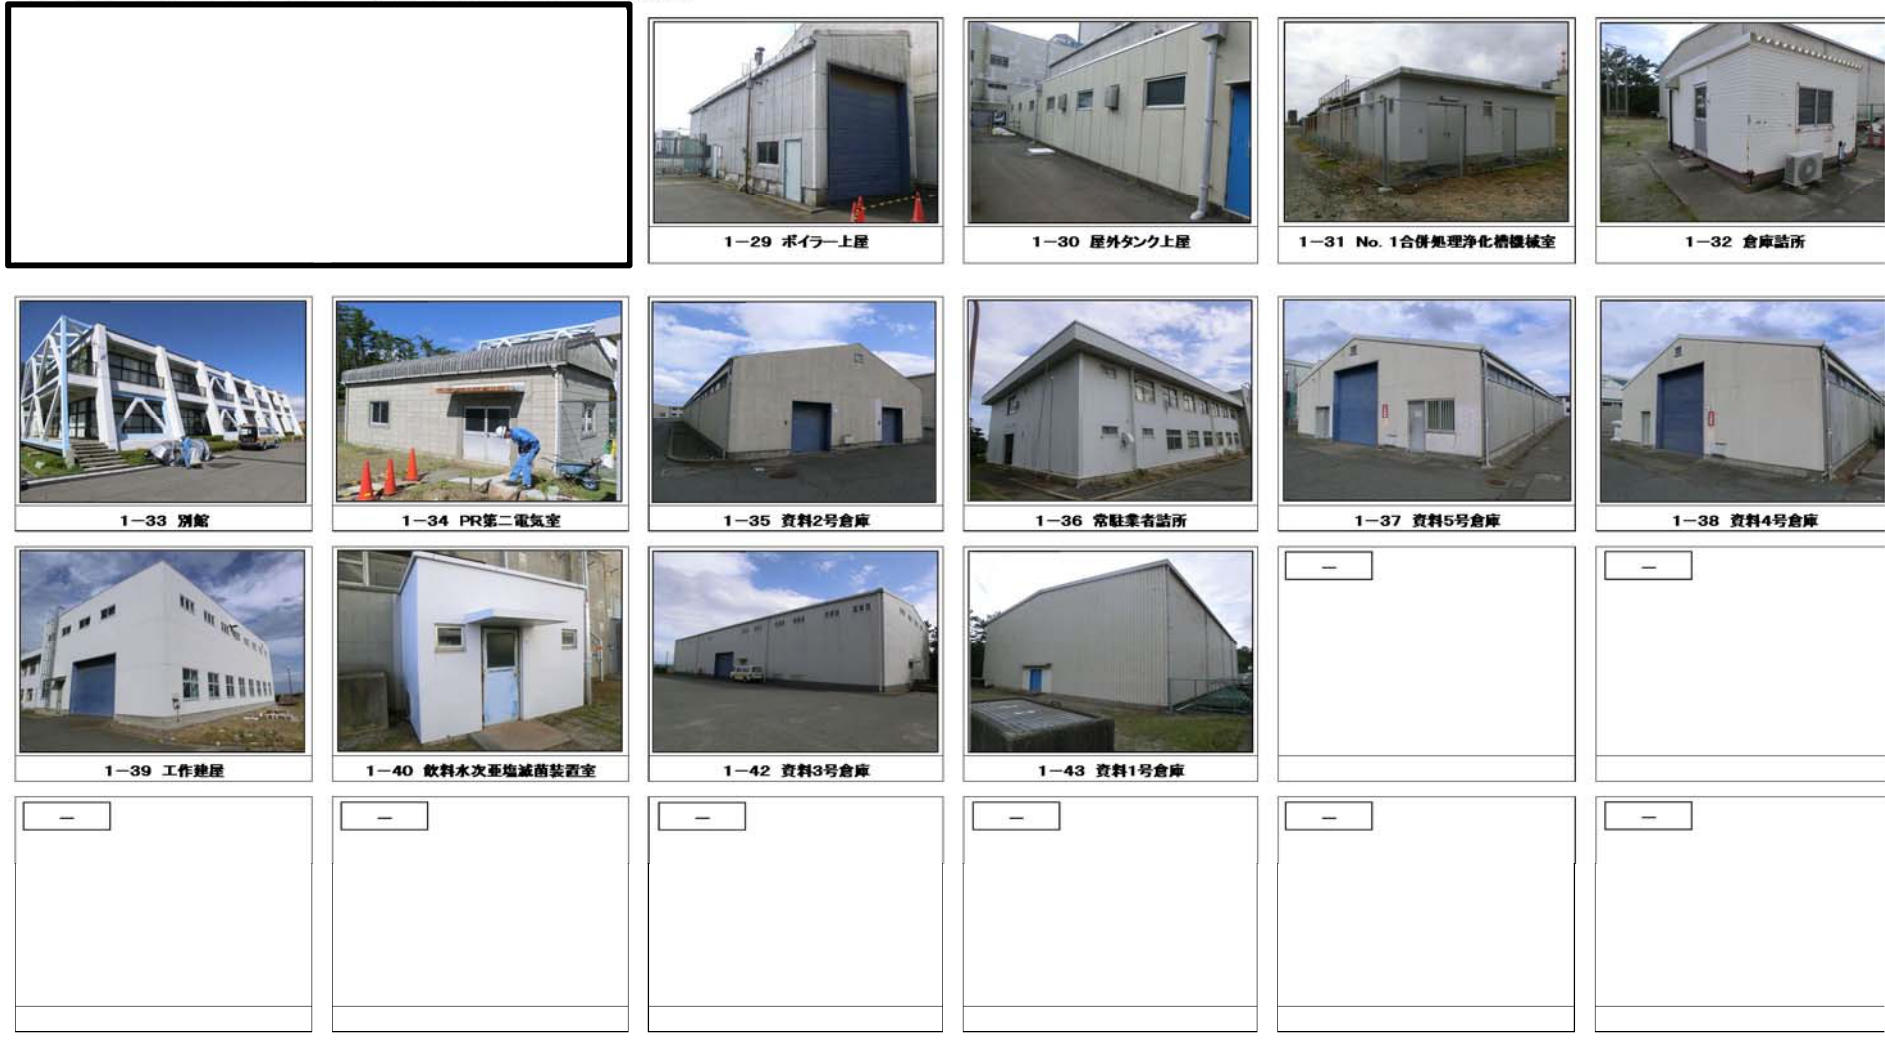 1－29 ボイラー上屋
1－30 屋外タンク上屋
1－31 No. 1合併処理浄化槽機械室
1－32 倉庫詰所
1－33 別館
1－34 PR第二電気室
1－35 資料2号倉庫
1－36 常駐業者詰所
1－37 資料5号倉庫
1－38 資料4号倉庫
1－39 工作建屋
1－40 飲料水次亜塩滅菌装置室
1－42 資料3号倉庫
1－43 資料1号倉庫
－
－
－
－
－
－
－
－